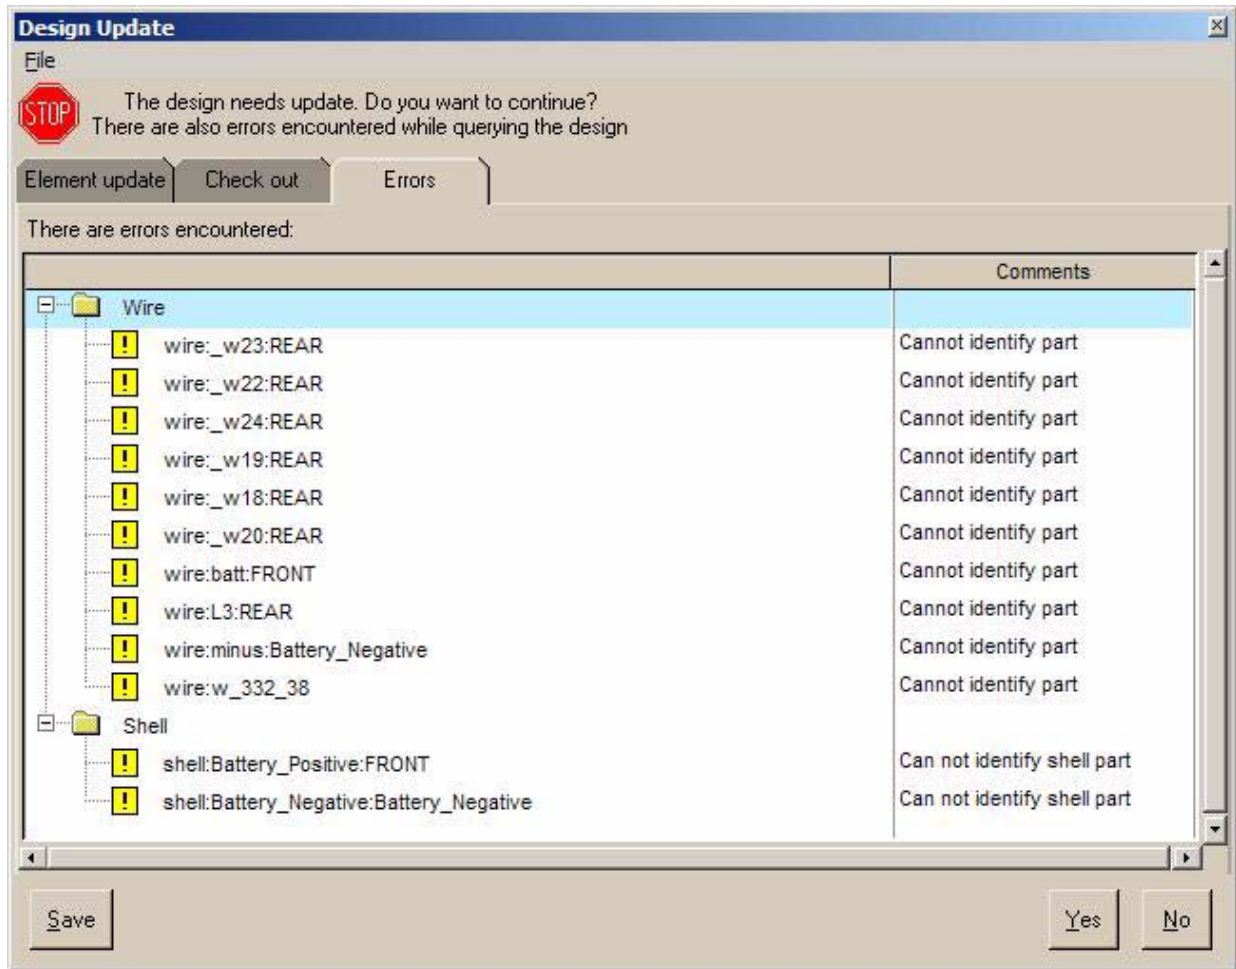 Design Update
File
STOP
The design needs update. Do you want to continue?
There are also errors encountered while querying the design
Element update Check out Errors
There are errors encountered:
Comments
Wire
wire:_w23:REAR Cannot identify part
wire:_w22:REAR Cannot identify part
wire:_w24:REAR Cannot identify part
wire:_w19:REAR Cannot identify part
wire:_w18:REAR Cannot identify part
wire:_w20:REAR Cannot identify part
wire:batt:FRONT Cannot identify part
wire:L3:REAR Cannot identify part
wire:minus:Battery_Negative Cannot identify part
wire:w_332_38 Cannot identify part
Shell
shell:Battery_Positive:FRONT Can not identify shell part
shell:Battery_Negative:Battery_Negative Can not identify shell part
Save Yes No